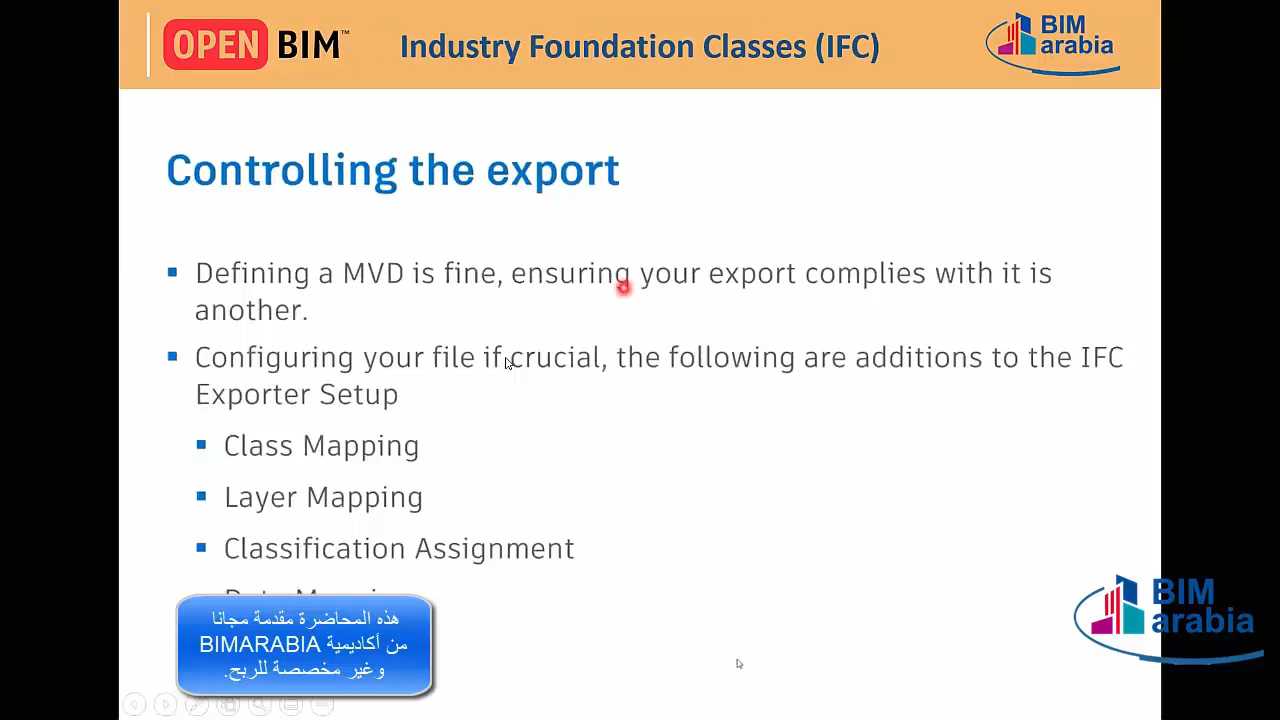 OPEN BIM™
Industry Foundation Classes (IFC)
BIM
arabia
Controlling the export
Defining a MVD is fine, ensuring your export complies with it is
another.
Configuring your file if crucial, the following are additions to the IFC
Exporter Setup
Class Mapping
Layer Mapping
Classification Assignment
هذه المحاضرة مقدمة مجانا
من أكاديمية BIMARABIA
وغير مخصصة للربح.
BIM
arabia